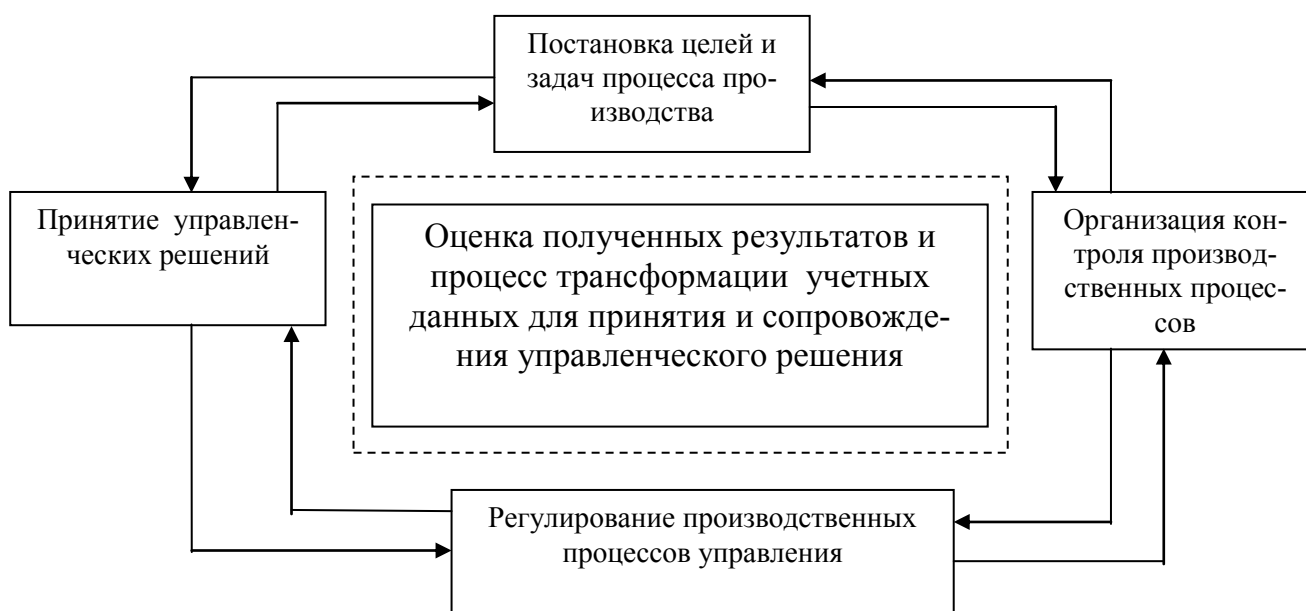 Постановка целей и
задач процесса про-
изводства
Принятие управлен-
ческих решений
Оценка полученных результатов и
процесс трансформации учетных
данных для принятия и сопровожде-
ния управленческого решения
Организация кон-
троля производ-
ственных процес-
сов
Регулирование производственных
процессов управления